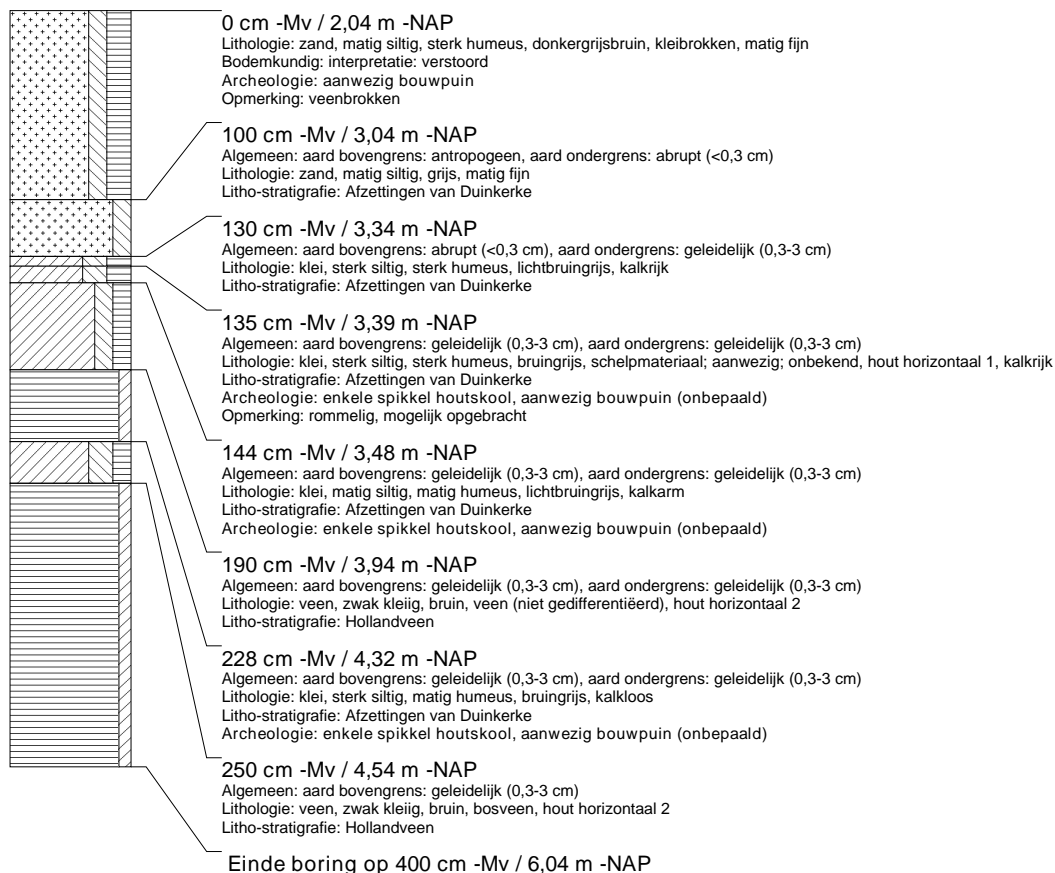 0 cm -Mv / 2,04 m -NAP
Lithologie: zand, matig siltig, sterk humeus, donkergrijsbruin, kleibrokken, matig fijn
Bodemkundig: interpretatie: verstoord
Archeologie: aanwezig bouwpuin
Opmerking: veenbrokken
100 cm -Mv / 3,04 m -NAP
Algemeen: aard bovengrens: antropogeen, aard ondergrens: abrupt (<0,3 cm)
Lithologie: zand, matig siltig, grijs, matig fijn
Litho-stratigrafie: Afzettingen van Duinkerke
130 cm -Mv / 3,34 m -NAP
Algemeen: aard bovengrens: abrupt (<0,3 cm), aard ondergrens: geleidelijk (0,3-3 cm)
Lithologie: klei, sterk siltig, sterk humeus, lichtbruingrijs, kalkrijk
Litho-stratigrafie: Afzettingen van Duinkerke
135 cm -Mv / 3,39 m -NAP
Algemeen: aard bovengrens: geleidelijk (0,3-3 cm), aard ondergrens: geleidelijk (0,3-3 cm)
Lithologie: klei, sterk siltig, sterk humeus, bruingrijs, schelpmateriaal; aanwezig; onbekend, hout horizontaal 1, kalkrijk
Litho-stratigrafie: Afzettingen van Duinkerke
Archeologie: enkele spikkel houtskool, aanwezig bouwpuin (onbepaald)
Opmerking: rommelig, mogelijk opgebracht
144 cm -Mv / 3,48 m -NAP
Algemeen: aard bovengrens: geleidelijk (0,3-3 cm), aard ondergrens: geleidelijk (0,3-3 cm)
Lithologie: klei, matig siltig, matig humeus, lichtbruingrijs, kalkarm
Litho-stratigrafie: Afzettingen van Duinkerke
Archeologie: enkele spikkel houtskool, aanwezig bouwpuin (onbepaald)
190 cm -Mv / 3,94 m -NAP
Algemeen: aard bovengrens: geleidelijk (0,3-3 cm), aard ondergrens: geleidelijk (0,3-3 cm)
Lithologie: veen, zwak kleiig, bruin, veen (niet gedifferentiëerd), hout horizontaal 2
Litho-stratigrafie: Hollandveen
228 cm -Mv / 4,32 m -NAP
Algemeen: aard bovengrens: geleidelijk (0,3-3 cm), aard ondergrens: geleidelijk (0,3-3 cm)
Lithologie: klei, sterk siltig, matig humeus, bruingrijs, kalkloos
Litho-stratigrafie: Afzettingen van Duinkerke
Archeologie: enkele spikkel houtskool, aanwezig bouwpuin (onbepaald)
250 cm -Mv / 4,54 m -NAP
Algemeen: aard bovengrens: geleidelijk (0,3-3 cm)
Lithologie: veen, zwak kleiig, bruin, bosveen, hout horizontaal 2
Litho-stratigrafie: Hollandveen
Einde boring op 400 cm -Mv / 6,04 m -NAP